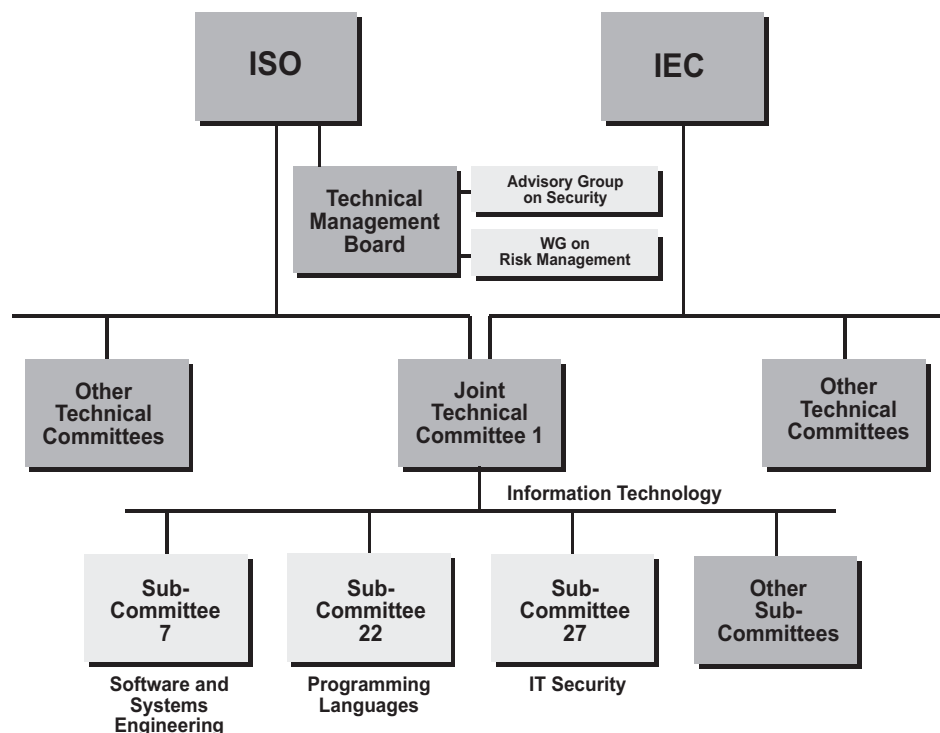 ISO
IEC
Technical
Management
Board
Advisory Group
on Security
WG on
Risk Management
Other
Technical
Committees
Joint
Technical
Committee 1
Other
Technical
Committees
Information Technology
Sub-
Committee
7
Sub-
Committee
22
Sub-
Committee
27
Other
Sub-
Committees
Software and
Systems
Engineering
Programming
Languages
IT Security